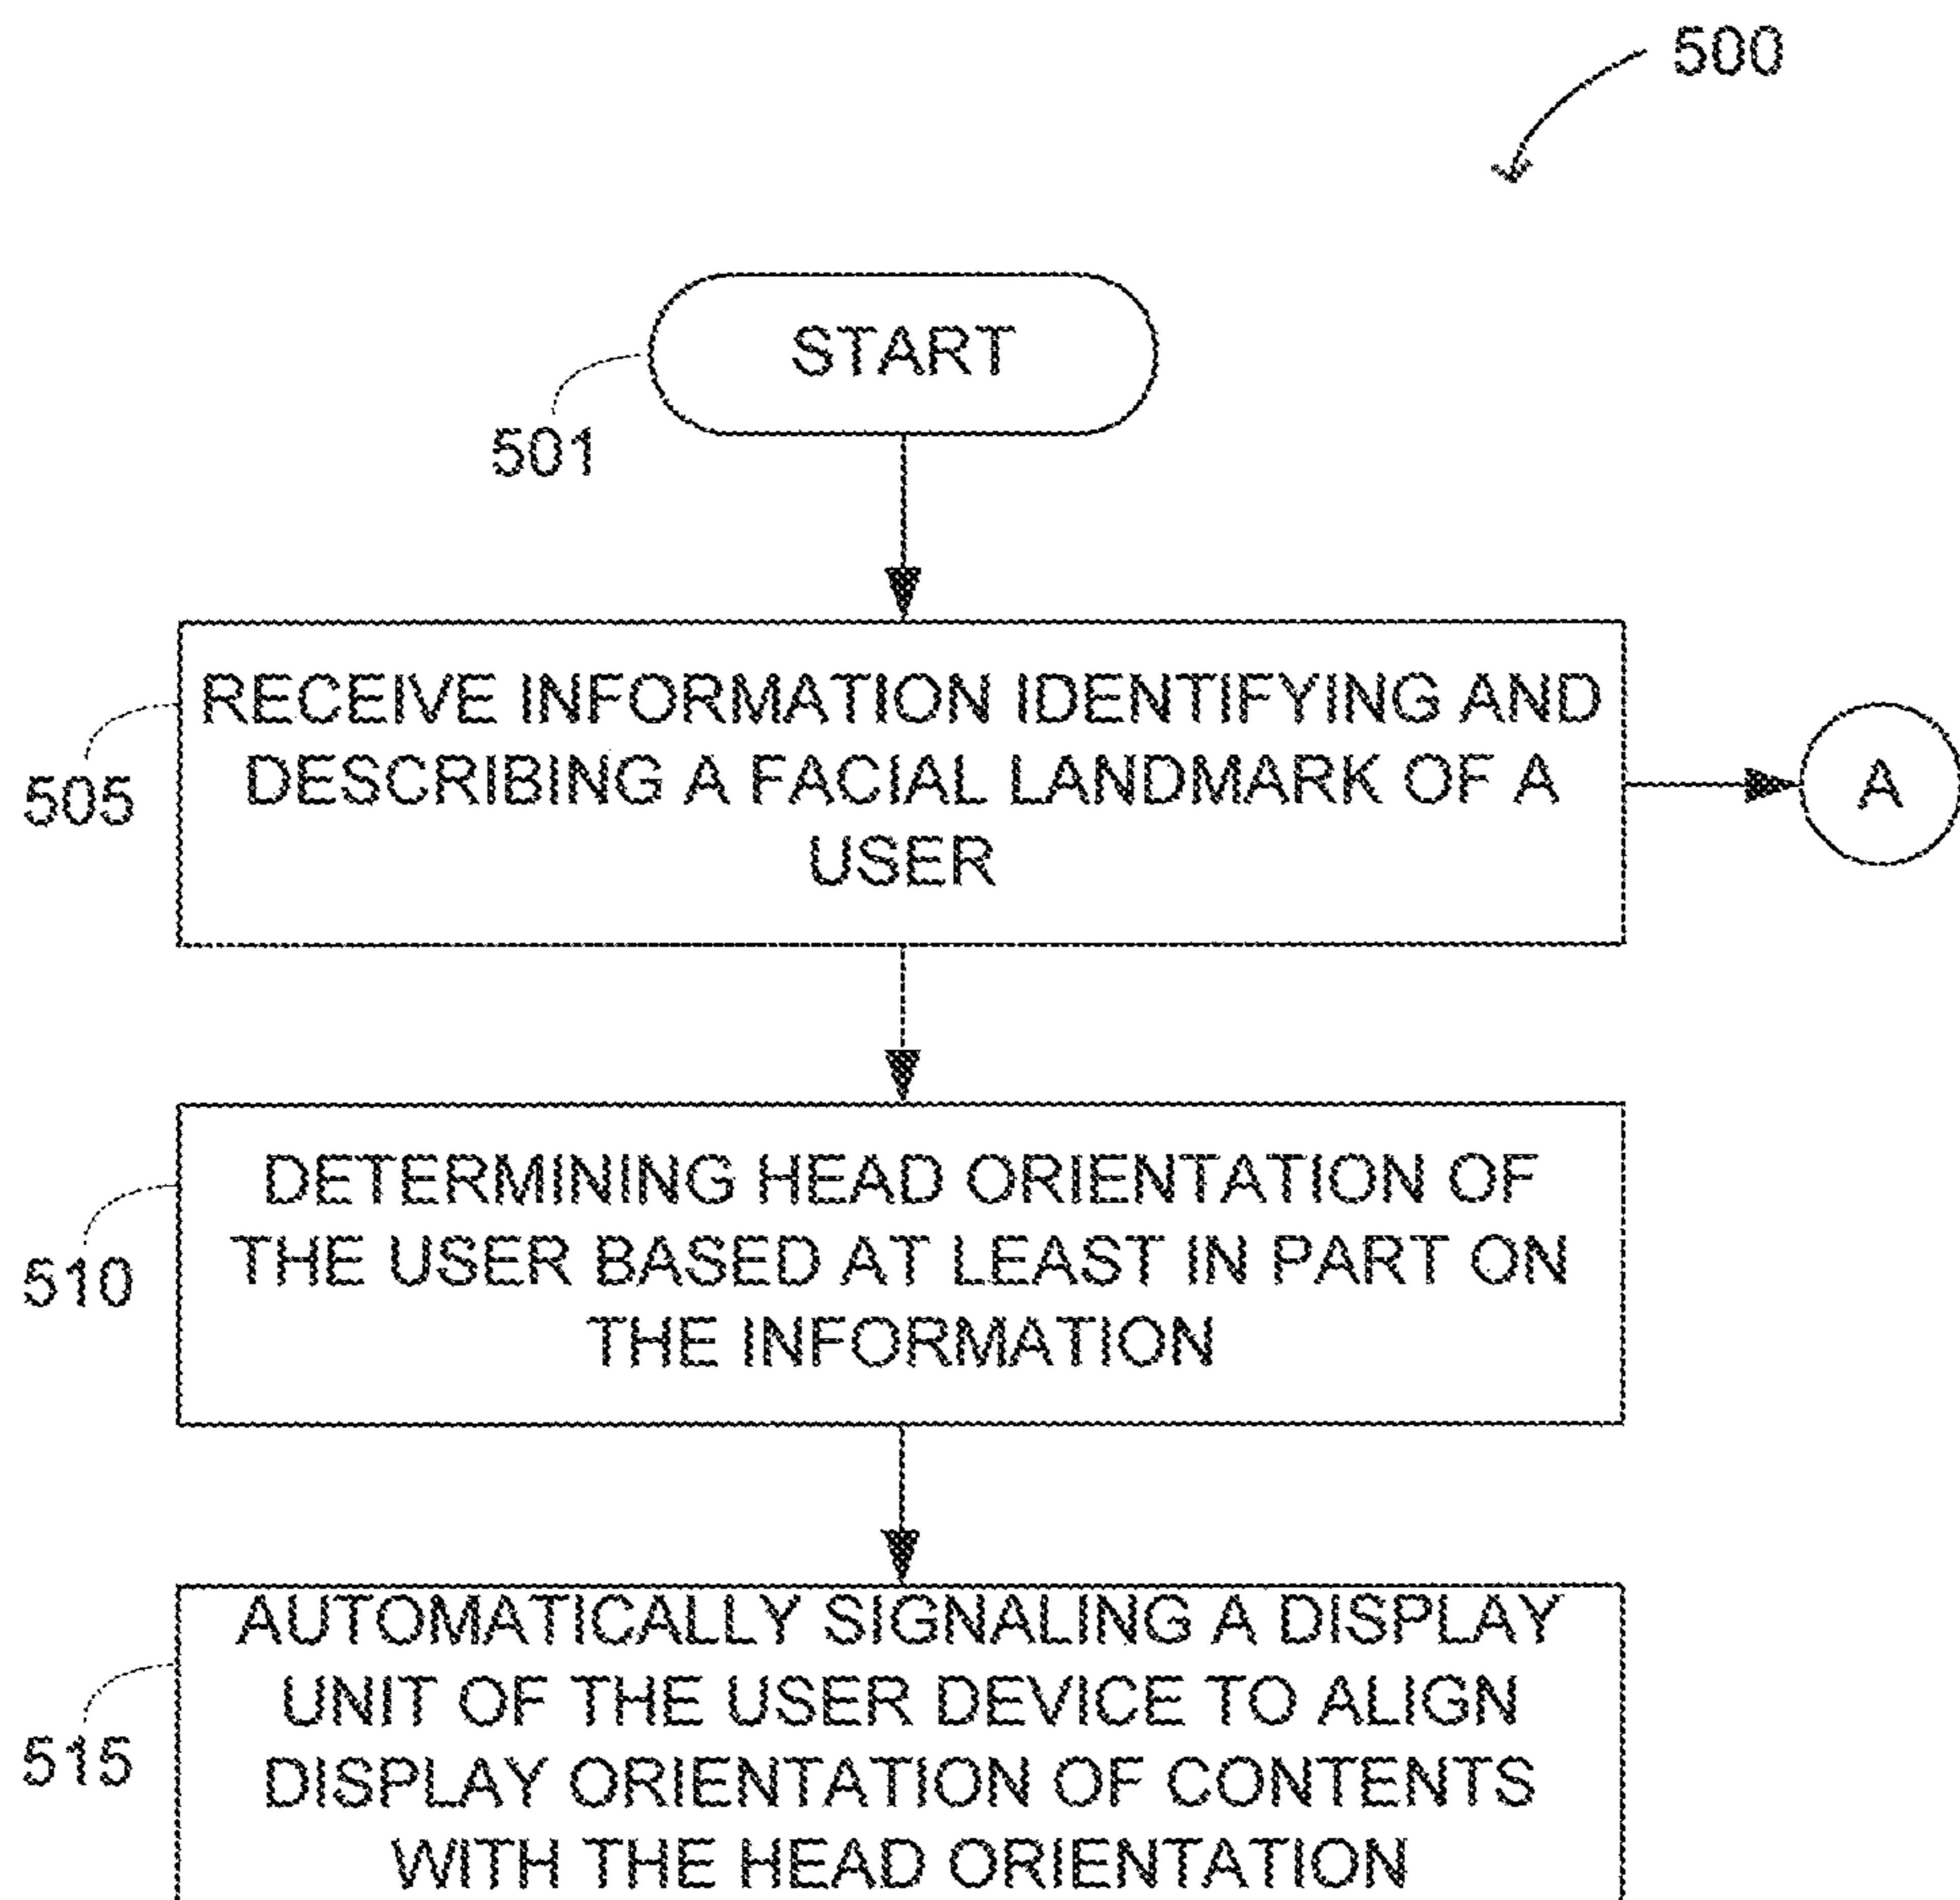 500
START
501
RECEIVE INFORMATION IDENTIFYING AND
DESCRIBING A FACIAL LANDMARK OF A
USER
505
A
DETERMINING HEAD ORIENTATION OF
THE USER BASED AT LEAST IN PART ON
THE INFORMATION
510
AUTOMATICALLY SIGNALING A DISPLAY
UNIT OF THE USER DEVICE TO ALIGN
DISPLAY ORIENTATION OF CONTENTS
WITH THE HEAD ORIENTATION
515